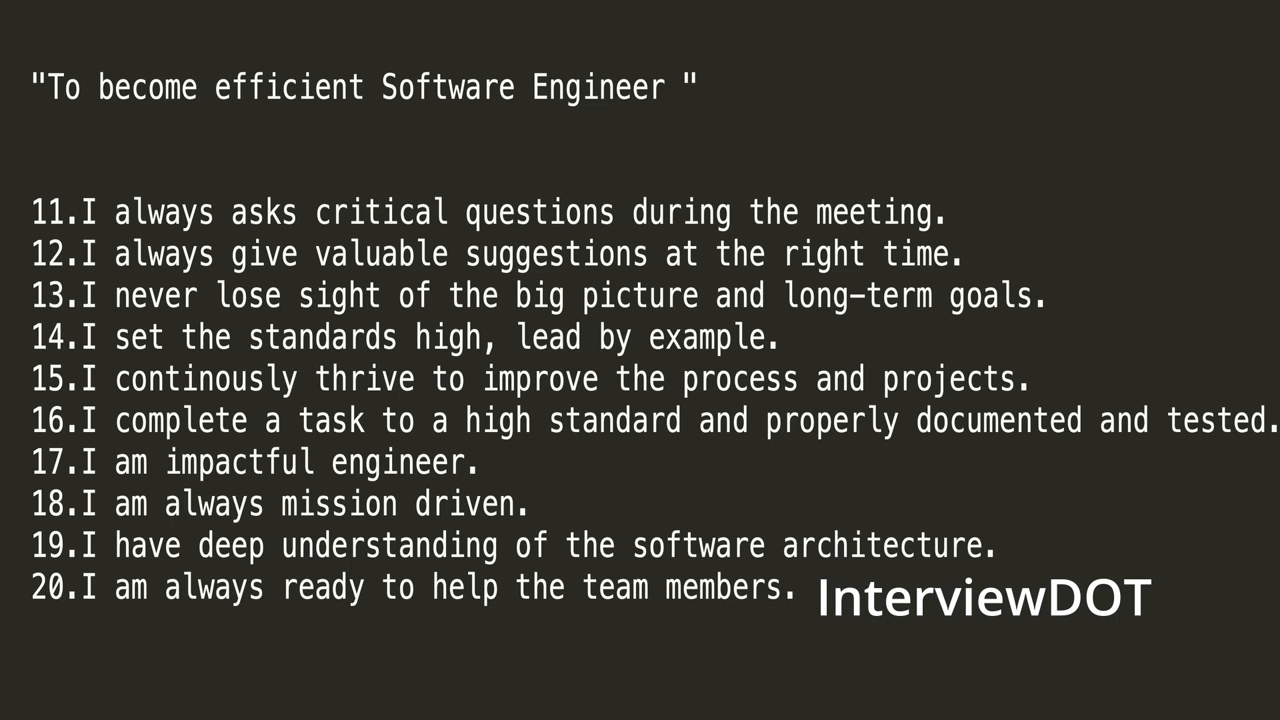 "To become efficient Software Engineer "
11.I always asks critical questions during the meeting.
12.I always give valuable suggestions at the right time.
13.I never lose sight of the big picture and long-term goals.
14.I set the standards high, lead by example.
15.I continously thrive to improve the process and projects.
16.I complete a task to a high standard and properly documented and tested.
17.I am impactful engineer.
18.I am always mission driven.
19.I have deep understanding of the software architecture.
20.I am always ready to help the team members.
InterviewDOT